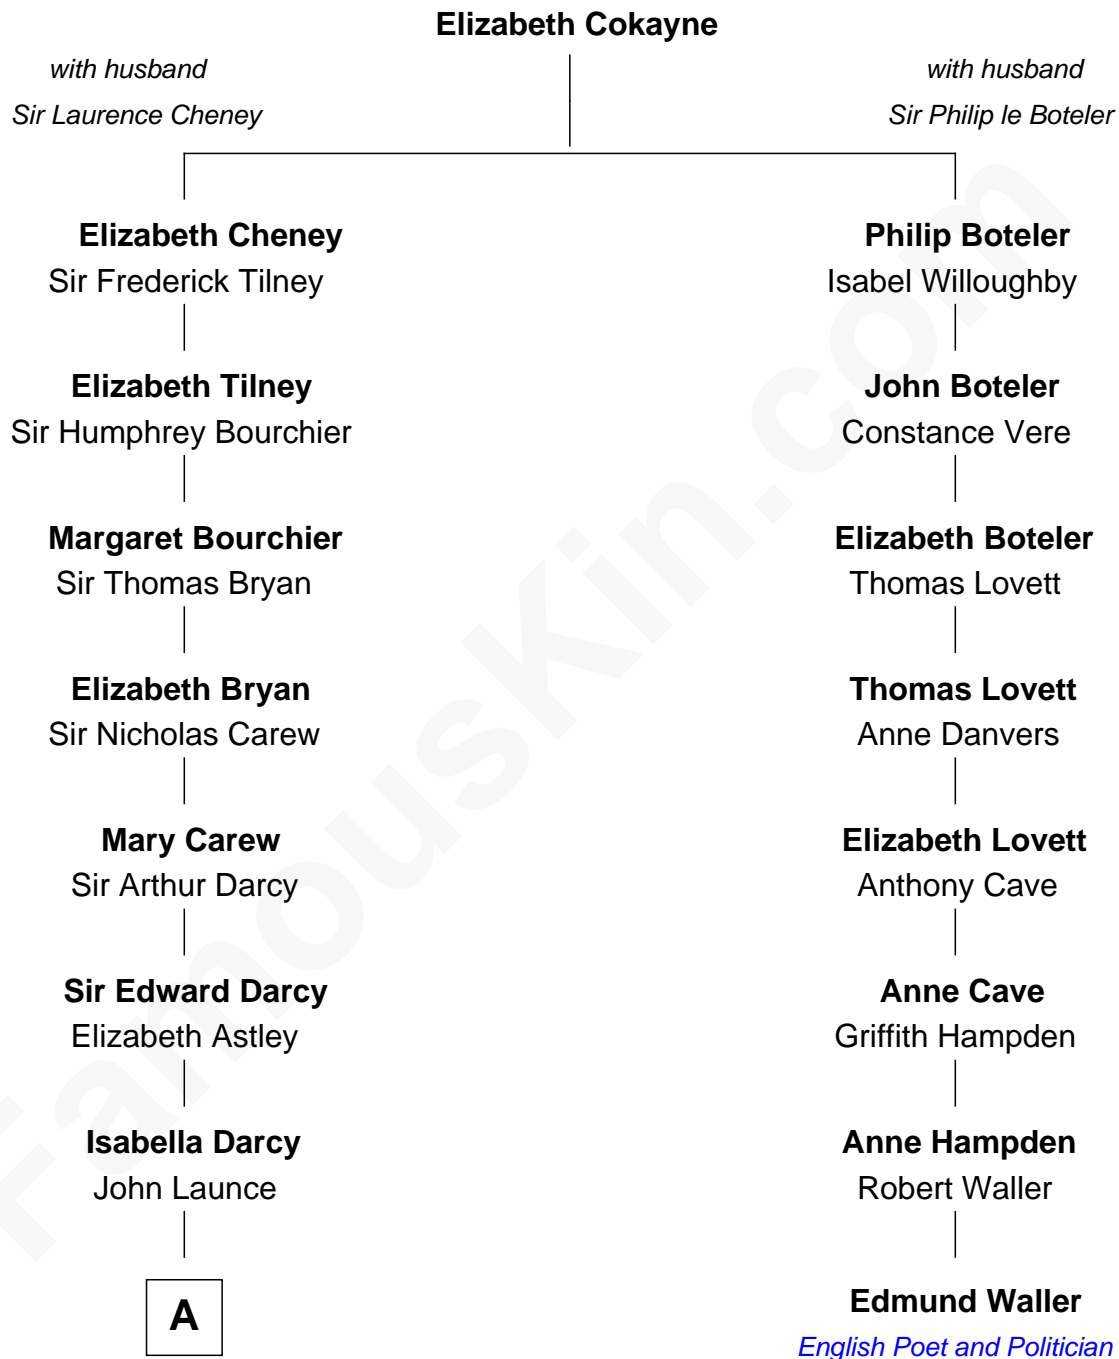 Elizabeth Cokayne
with husband
Sir Laurence Cheney
with husband
Sir Philip le Boteler
Elizabeth Cheney
Sir Frederick Tilney
Philip Boteler
Isabel Willoughby
Elizabeth Tilney
Sir Humphrey Bourchier
John Boteler
Constance Vere
Margaret Bourchier
Sir Thomas Bryan
Elizabeth Boteler
Thomas Lovett
Elizabeth Bryan
Sir Nicholas Carew
Thomas Lovett
Anne Danvers
Mary Carew
Sir Arthur Darcy
Elizabeth Lovett
Anthony Cave
Sir Edward Darcy
Elizabeth Astley
Anne Cave
Griffith Hampden
Isabella Darcy
John Launce
Anne Hampden
Robert Waller
A
Edmund Waller
English Poet and Politician
FamousKin.com